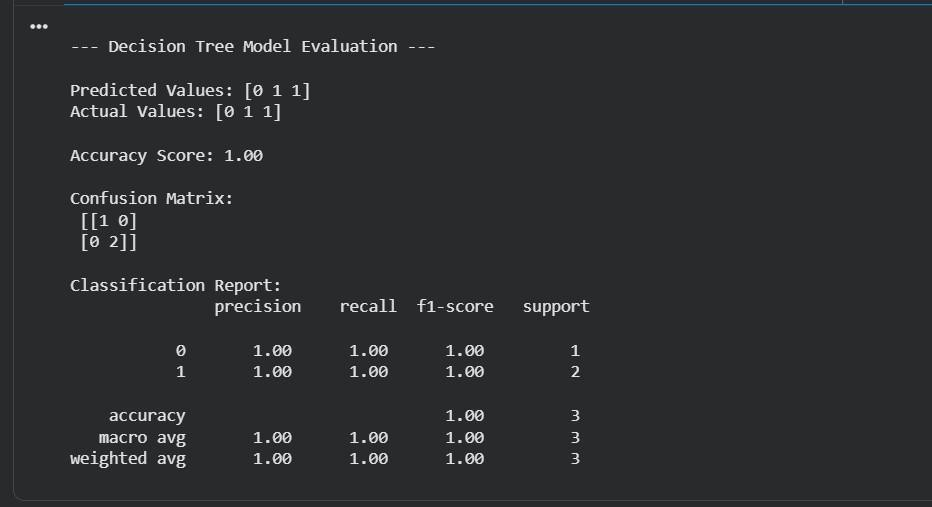 --- Decision Tree Model Evaluation ---
Predicted Values: [0 1 1]
Actual Values: [0 1 1]
Accuracy Score: 1.00
Confusion Matrix:
[[1 0]
[0 2]]
Classification Report:
precision recall f1-score support
0 1.00 1.00 1.00 1
1 1.00 1.00 1.00 2
accuracy 1.00 3
macro avg 1.00 1.00 1.00 3
weighted avg 1.00 1.00 1.00 3